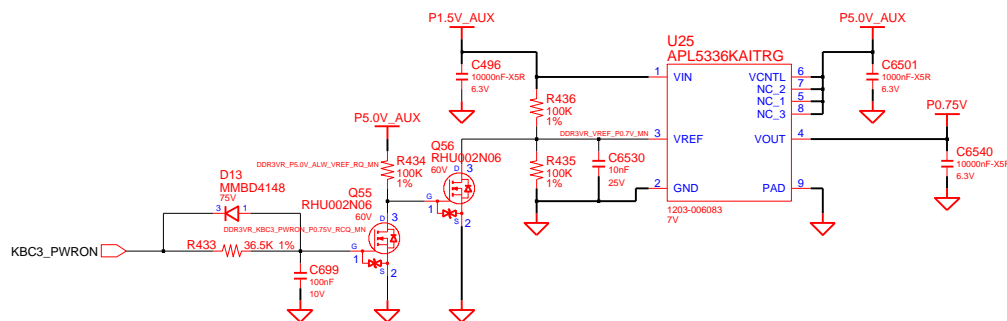 P1.5V_AUX
P5.0V_AUX
U25
APL5336KAITRG
C496
10000nF-X5R
6.3V
1
VIN
VCNTL
6
NC_2
7
NC_1
5
NC_3
8
C6501
10000nF-X5R
6.3V
R436
100K
1%
P0.75V
P5.0V_AUX
DDR3VR_VREF_P0.7V_MN
3
VREF
VOUT
4
Q56
RHU002N06
60V
DDR3VR_P5.0V_ALW_VREF_RQ_MN
R434
100K
1%
D
3
G
1
S
2
R435
100K
1%
C6530
10nF
25V
C6540
10000nF-X5R
6.3V
2
GND
PAD
9
1203-006083
7V
D13
MMBD4148
75V
3
1
Q55
RHU002N06
60V
DDR3VR_KBC3_PWRON_P0.75V_RCQ_MN
D
3
G
1
S
2
KBC3_PWRON
R433
36.5K 1%
C699
100nF
10V